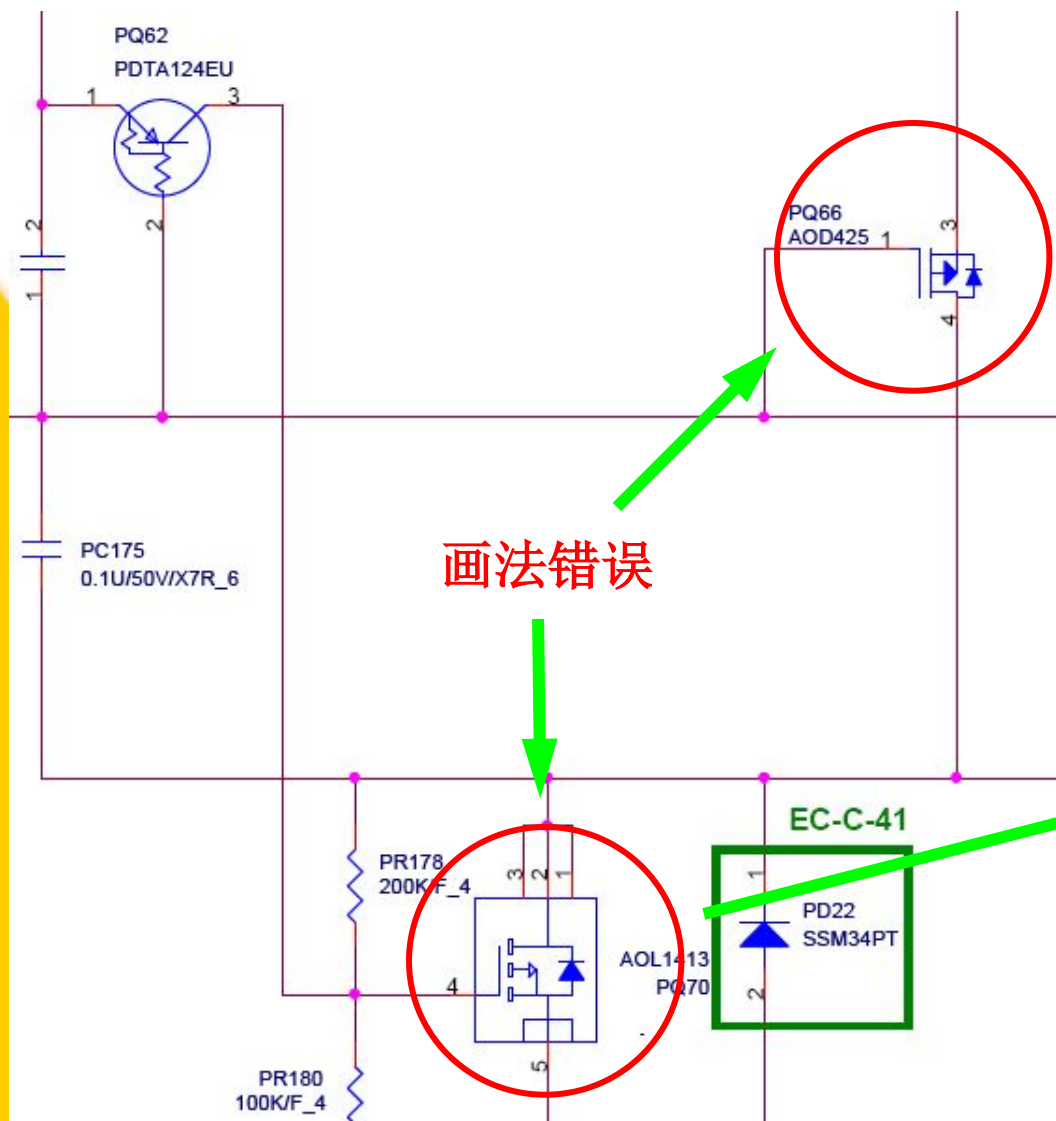 PQ62
PDTA124EU
1
3
2
2
1
PQ66
AOD425
1
3
4
画法错误
PC175
0.1U/50V/X7R_6
EC-C-41
PR178
200K/F_4
3
2
1
1
PD22
SSM34PT
AOL1413
PQ70
4
2
5
PR180
100K/F_4